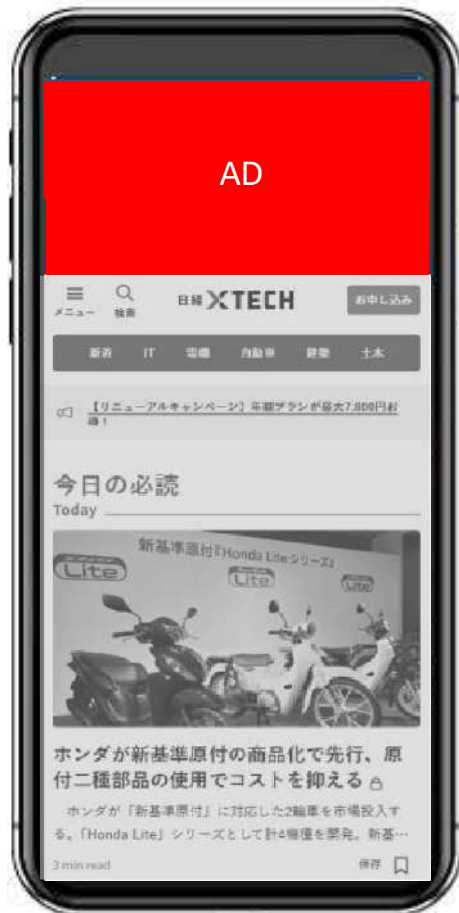 AD
メニュー
検索
日経 XTECH
お申し込み
新着 IT 電機 自動車 建築 土木
【リニューアルキャンペーン】年間プランが最大7,800円お
得！
今日の必読
Today
新基準原付『Honda Liteシリーズ』
Lite
Lite
Lite
ホンダが新基準原付の商品化で先行、原
付二種部品の使用でコストを抑える
ホンダが「新基準原付」に対応した2輪車を市場投入す
る。「Honda Lite」シリーズとして計4機種を開発。新基…
3 min read
保存